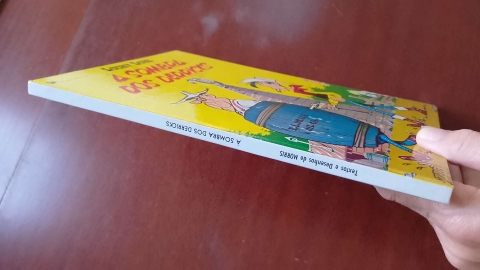 LUCKY LUKE
A SOMBRA
DOS DERRICKS
A SOMBRA DOS DERRICKS
Textos e Desenhos de MORRIS